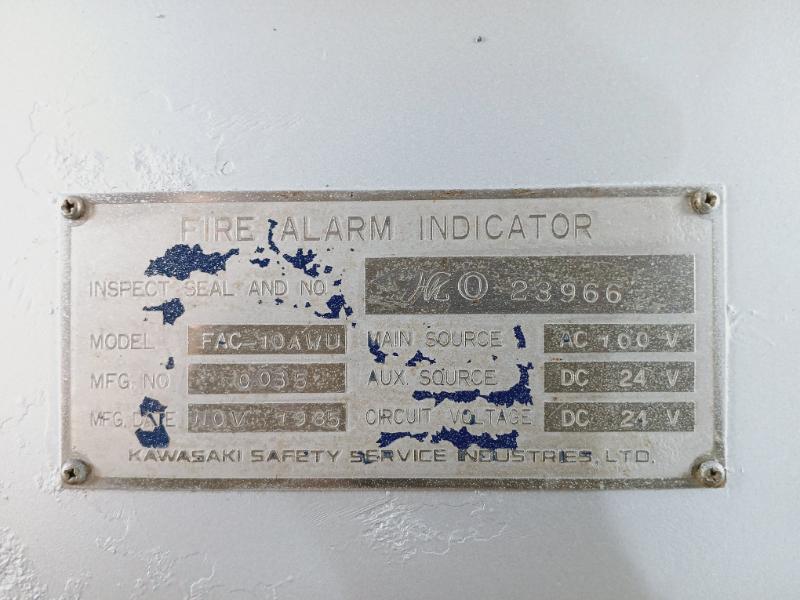 FIRE ALARM INDICATOR
INSPECT SEAL AND NO. 23966
MODEL FAC-10AWU MAIN SOURCE AC 100 V
MFG. NO 0035 AUX. SOURCE DC 24 V
MFG. DATE NOV 1985 CIRCUIT VOLTAGE DC 24 V
KAWASAKI SAFETY SERVICE INDUSTRIES, LTD.